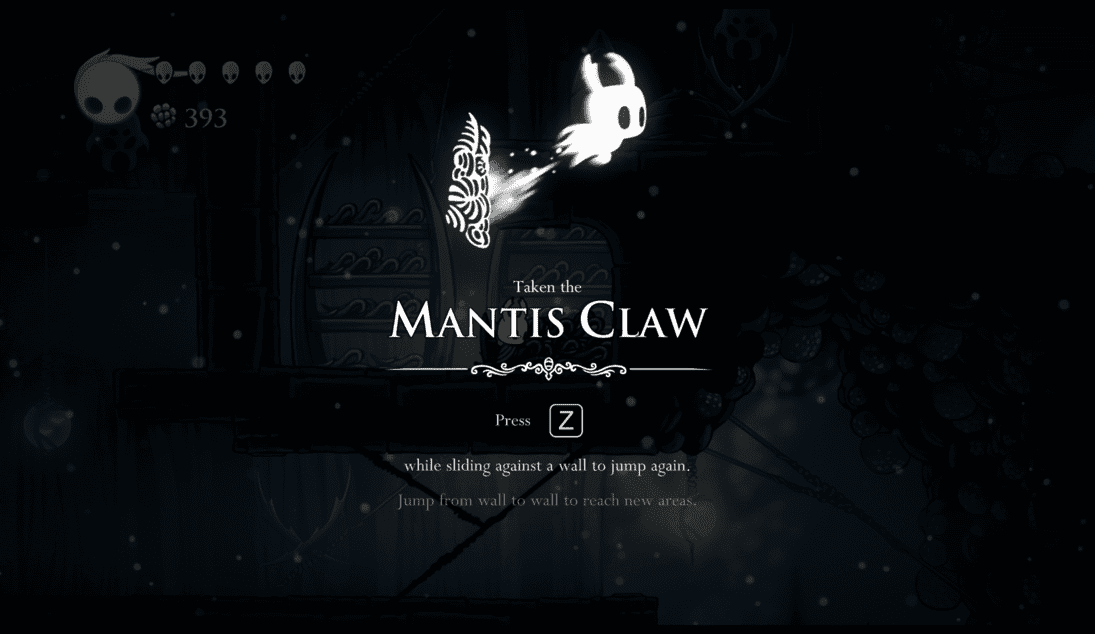 393
Taken the
MANTIS CLAW
Press Z
while sliding against a wall to jump again.
Jump from wall to wall to reach new areas.